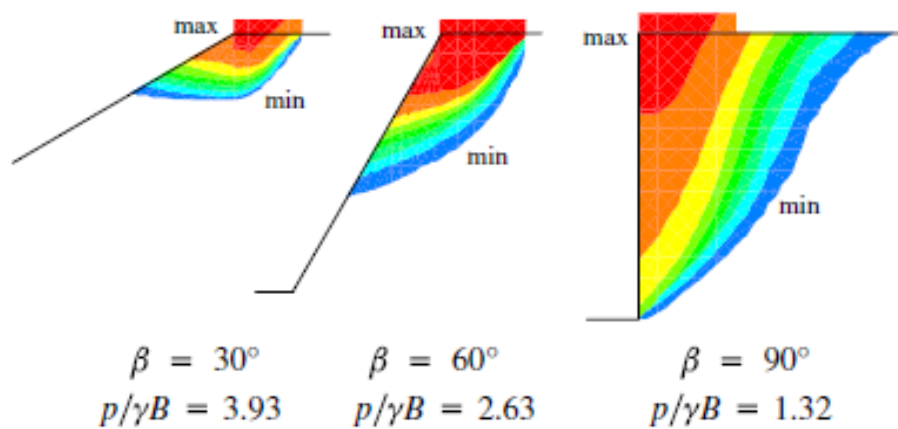 max
min
max
min
max
min
β = 30°
p/γB = 3.93
β = 60°
p/γB = 2.63
β = 90°
p/γB = 1.32